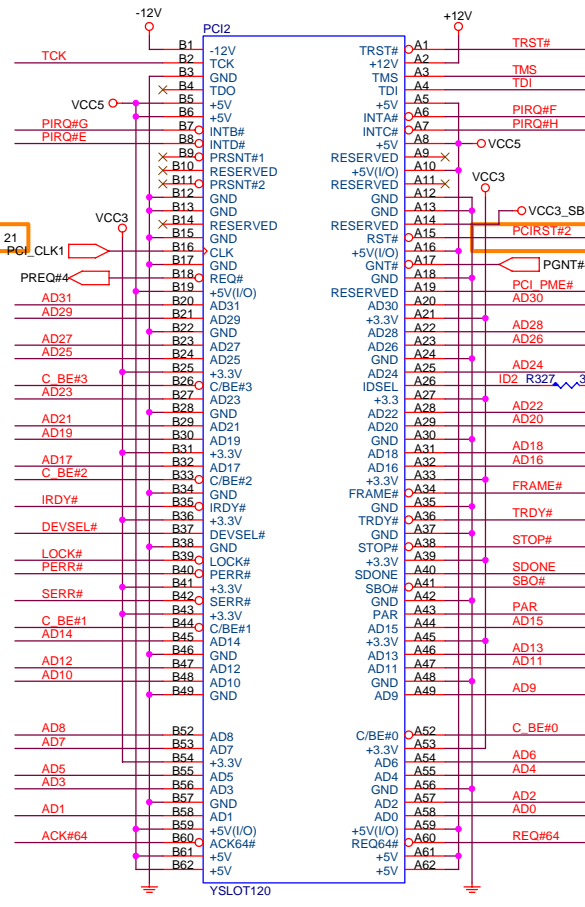 -12V +12V
PCI2
B1 -12V TRST# A1 TRST#
TCK B2 TCK +12V A2
B3 GND TMS A3 TMS
B4 TDO TDI A4 TDI
VCC5 B5 +5V +5V A5
B6 +5V INTA# A6 PIRQ#F
PIRQ#G B7 INTB# INTC# A7 PIRQ#H
PIRQ#E B8 INTD# +5V A8 VCC5
B9 PRSNT#1 RESERVED A9
B10 RESERVED +5V(I/O) A10
B11 PRSNT#2 RESERVED A11 VCC3
B12 GND GND A12
B13 GND GND A13 VCC3_SB
VCC3 B14 RESERVED RESERVED A14
21 B15 GND RST# A15 PCIRST#2
PCI_CLK1 B16 CLK +5V(I/O) A16
B17 GND GNT# A17 PGNT#
PREQ#4 B18 REQ# GND A18
B19 +5V(I/O) RESERVED A19 PCI_PME#
AD31 B20 AD31 AD30 A20 AD30
AD29 B21 AD29 +3.3V A21
B22 GND AD28 A22 AD28
AD27 B23 AD27 AD26 A23 AD26
AD25 B24 AD25 GND A24
B25 +3.3V AD24 A25 AD24
C_BE#3 B26 C/BE#3 IDSEL A26 ID2 R327 3
AD23 B27 AD23 +3.3 A27
B28 GND AD22 A28 AD22
AD21 B29 AD21 AD20 A29 AD20
AD19 B30 AD19 GND A30
B31 +3.3V AD18 A31 AD18
AD17 B32 AD17 AD16 A32 AD16
C_BE#2 B33 C/BE#2 +3.3V A33
B34 GND FRAME# A34 FRAME#
IRDY# B35 IRDY# GND A35
B36 +3.3V TRDY# A36 TRDY#
DEVSEL# B37 DEVSEL# GND A37
B38 GND STOP# A38 STOP#
LOCK# B39 LOCK# +3.3V A39
PERR# B40 PERR# SDONE A40 SDONE
B41 +3.3V SBO# A41 SBO#
SERR# B42 SERR# GND A42
B43 +3.3V PAR A43 PAR
C_BE#1 B44 C/BE#1 AD15 A44 AD15
AD14 B45 AD14 +3.3V A45
B46 GND AD13 A46 AD13
AD12 B47 AD12 AD11 A47 AD11
AD10 B48 AD10 GND A48
B49 GND AD9 A49 AD9
AD8 B52 AD8 C/BE#0 A52 C_BE#0
AD7 B53 AD7 +3.3V A53
B54 +3.3V AD6 A54 AD6
AD5 B55 AD5 AD4 A55 AD4
AD3 B56 AD3 GND A56
B57 GND AD2 A57 AD2
AD1 B58 AD1 AD0 A58 AD0
B59 +5V(I/O) +5V(I/O) A59
ACK#64 B60 ACK64# REQ64# A60 REQ#64
B61 +5V +5V A61
B62 +5V +5V A62
YSLOT120